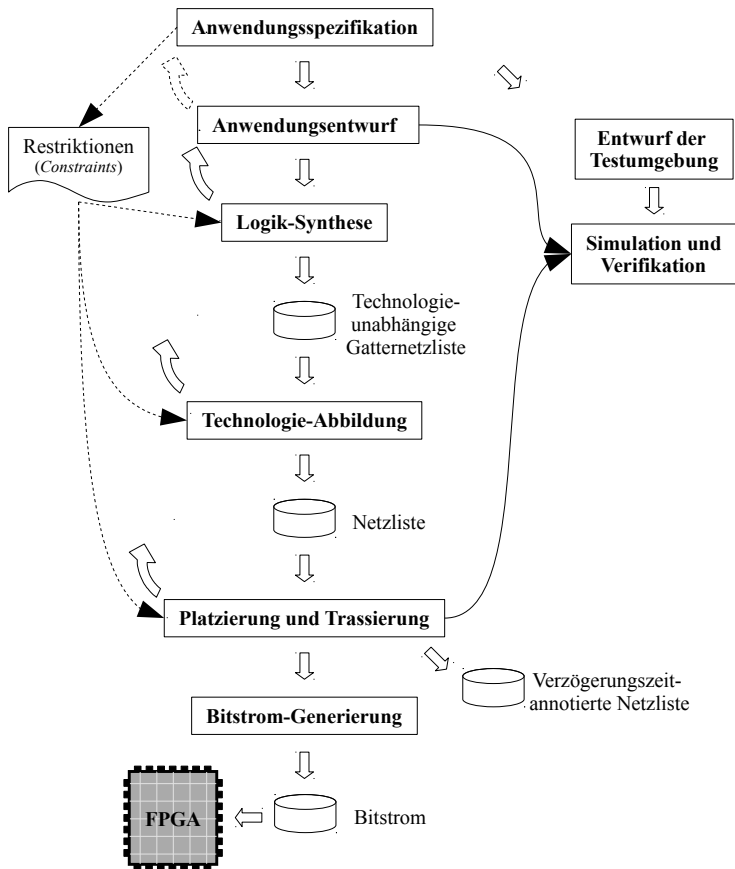 Anwendungsspezifikation
Anwendungsentwurf
Restriktionen
(Constraints)
Entwurf der
Testumgebung
Logik-Synthese
Simulation und
Verifikation
Technologie-
unabhängige
Gatternetzliste
Technologie-Abbildung
Netzliste
Platzierung und Trassierung
Verzögerungszeit-
annotierte Netzliste
Bitstrom-Generierung
FPGA
Bitstrom